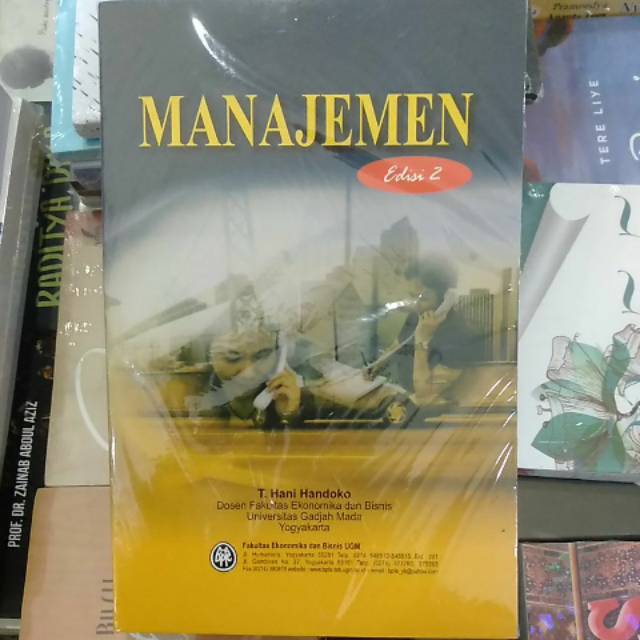 MANAJEMEN
Edisi 2
T. Hani Handoko
Dosen Fakultas Ekonomika dan Bisnis
Universitas Gadjah Mada
Yogyakarta
Fakultas Ekonomika dan Bisnis UGM
TERE LIYE
PROF. DR. ZAINAB ABDUL AZIZ
RADITYA